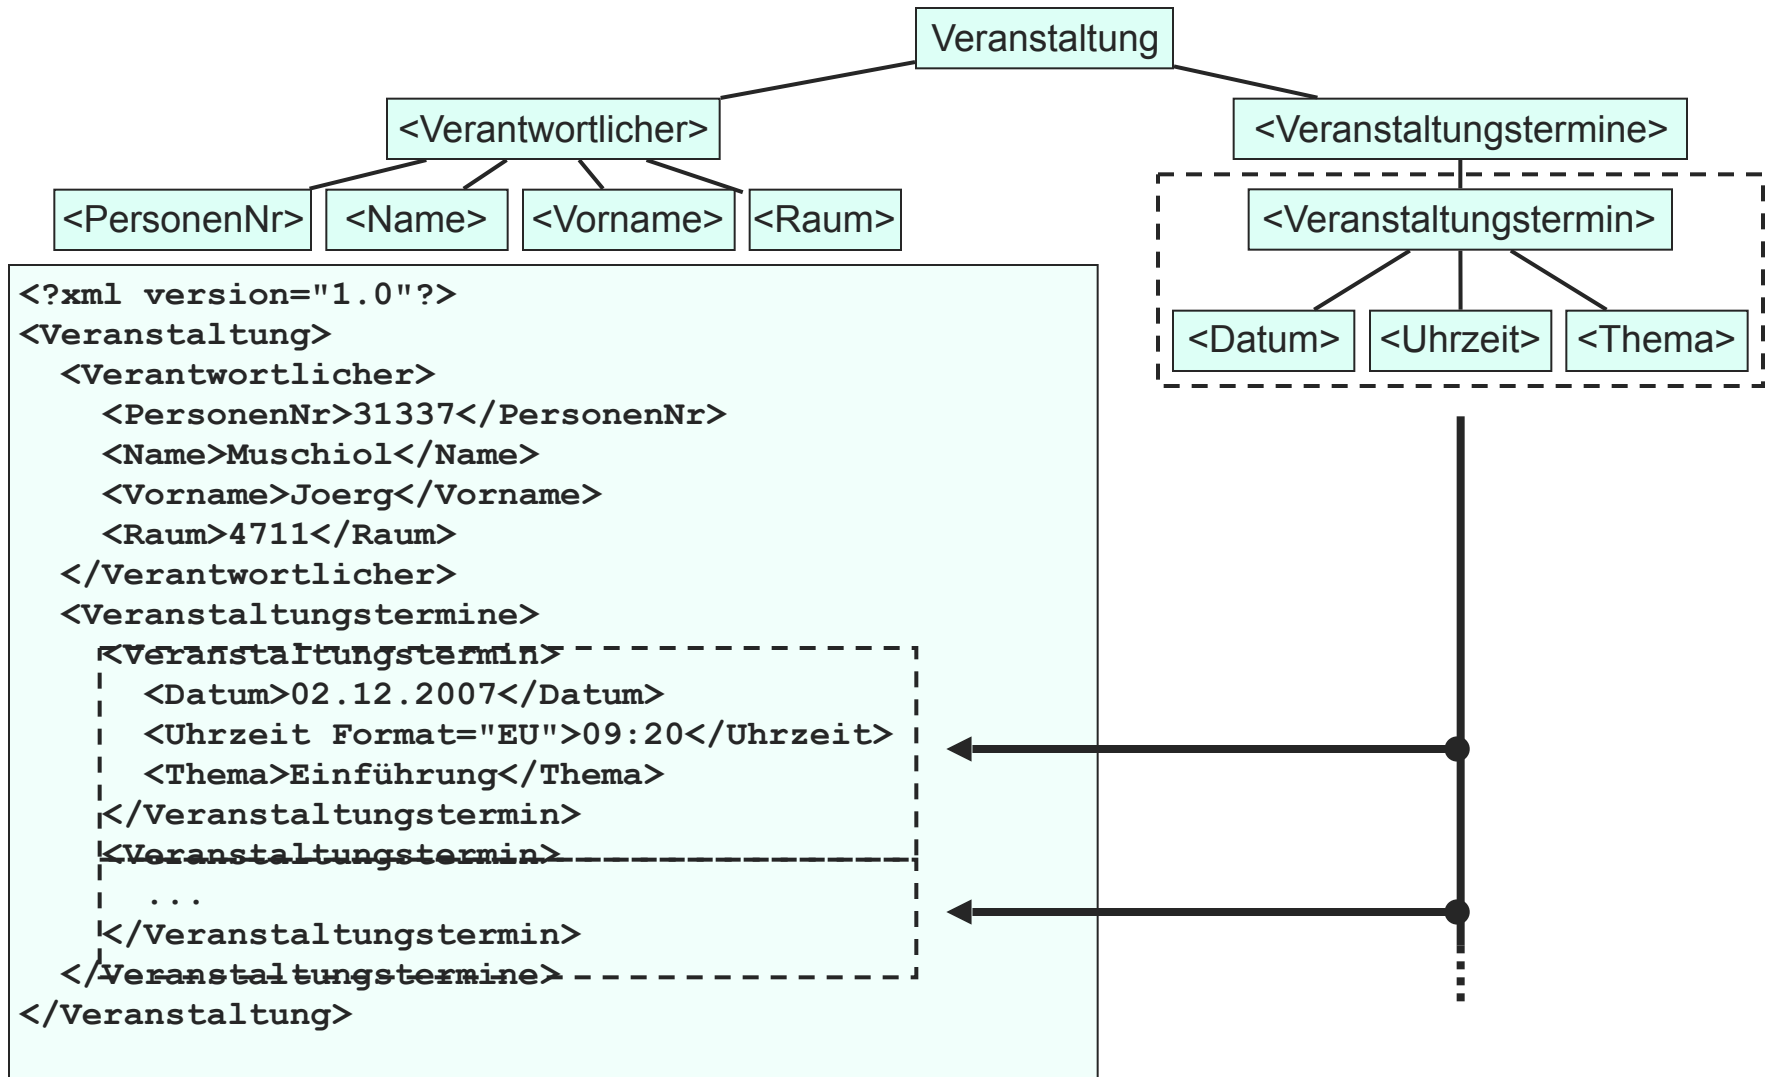 Veranstaltung
<Verantwortlicher> <Veranstaltungstermine>
<PersonenNr> <Name> <Vorname> <Raum> <Veranstaltungstermin>
<Datum> <Uhrzeit> <Thema>
<?xml version="1.0"?>
<Veranstaltung>
<Verantwortlicher>
<PersonenNr>31337</PersonenNr>
<Name>Muschiol</Name>
<Vorname>Joerg</Vorname>
<Raum>4711</Raum>
</Verantwortlicher>
<Veranstaltungstermine>
<Veranstaltungstermin>
<Datum>02.12.2007</Datum>
<Uhrzeit Format="EU">09:20</Uhrzeit>
<Thema>Einführung</Thema>
</Veranstaltungstermin>
<Veranstaltungstermin>
...
</Veranstaltungstermin>
</Veranstaltungstermine>
</Veranstaltung>